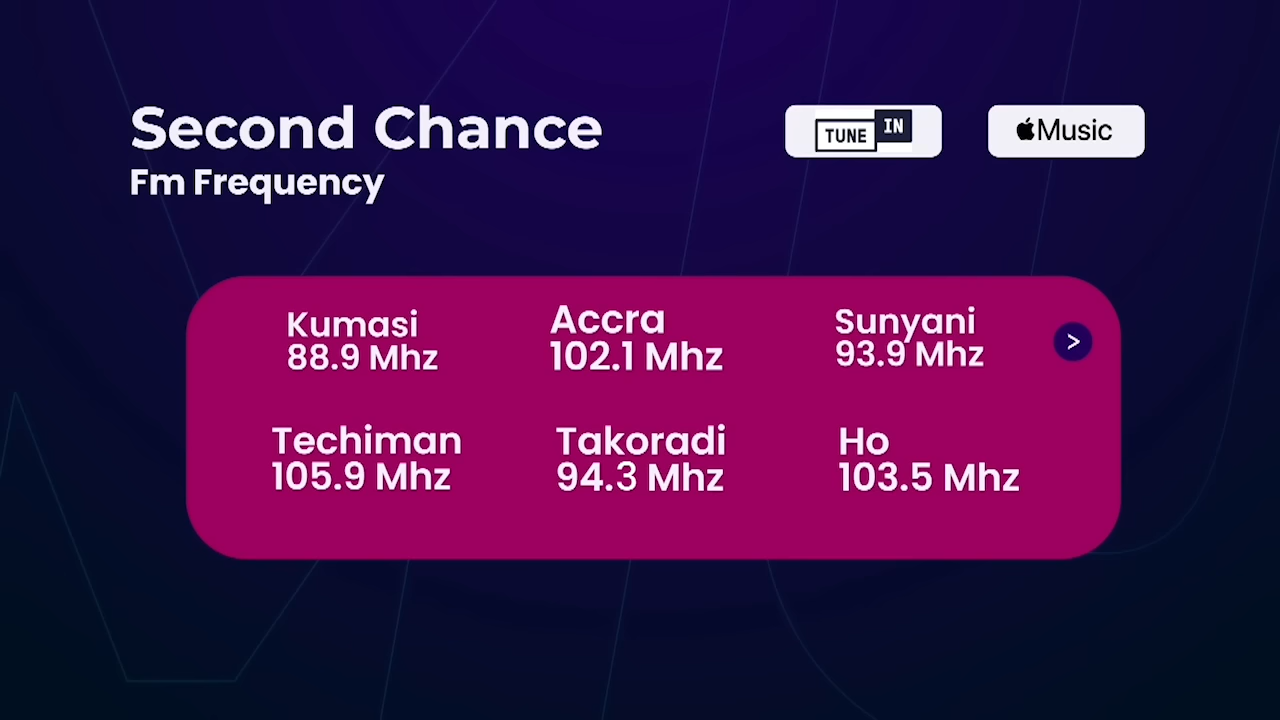 Second Chance
Fm Frequency
TUNE IN
Music
Kumasi
88.9 Mhz
Accra
102.1 Mhz
Sunyani
93.9 Mhz
>
Techiman
105.9 Mhz
Takoradi
94.3 Mhz
Ho
103.5 Mhz